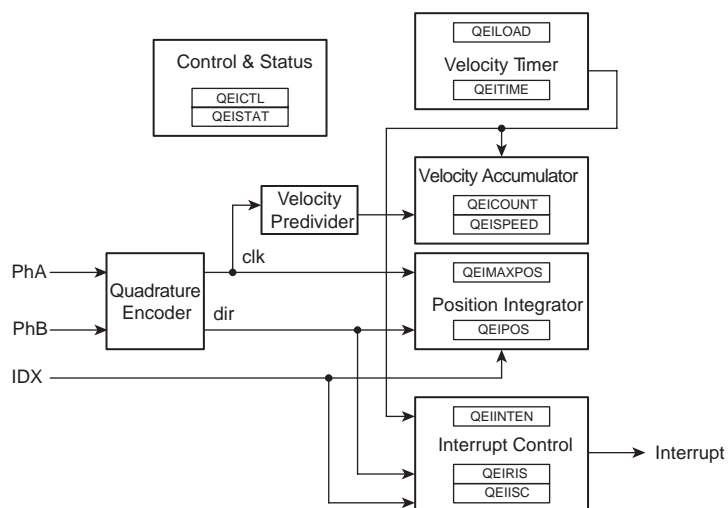 QEILOAD
Velocity Timer
QEITIME
Control & Status
QEICTL
QEISTAT
Velocity Accumulator
QEICOUNT
QEISPEED
Velocity
Predivider
clk
QEIMAXPOS
Position Integrator
QEIPOS
PhA
Quadrature
Encoder
dir
PhB
IDX
QEIINTEN
Interrupt Control
QEIRIS
QEIISC
Interrupt